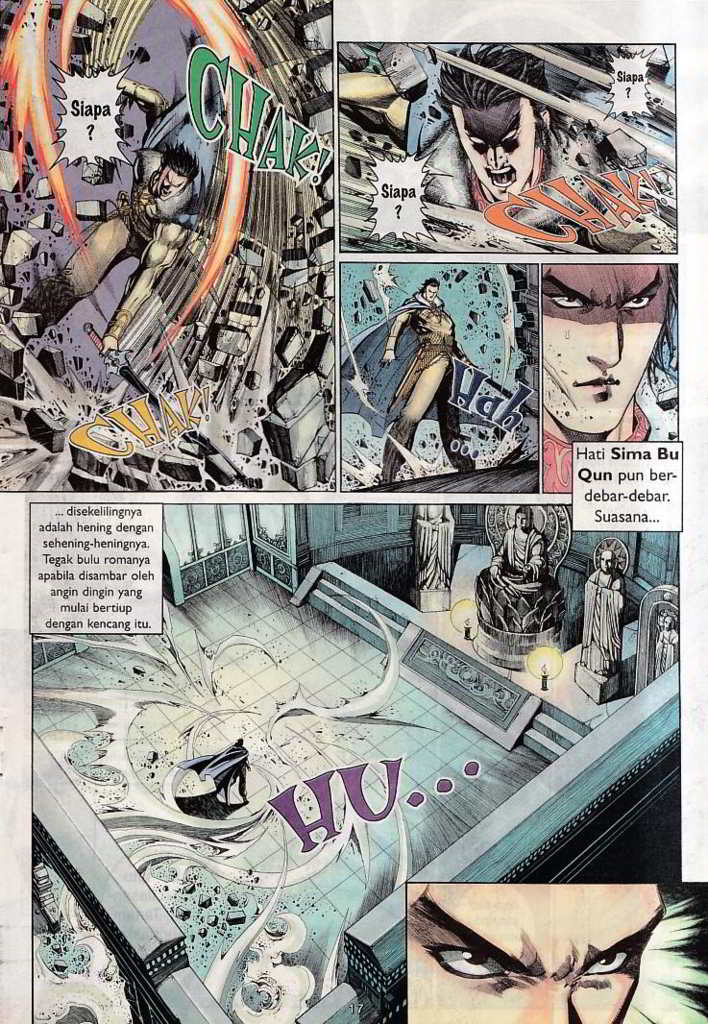 Siapa
?
CHAK!
CHAK!
Siapa
?
Siapa
?
CHAK!
Hah
...
Hati Sima Bu
Qun pun ber-
debar-debar.
Suasana...
... disekelilingnya
adalah hening dengan
sehening-heningnya.
Tegak bulu romanya
apabila disambar oleh
angin dingin yang
mulai bertiup
dengan kencang itu.
HU...
17